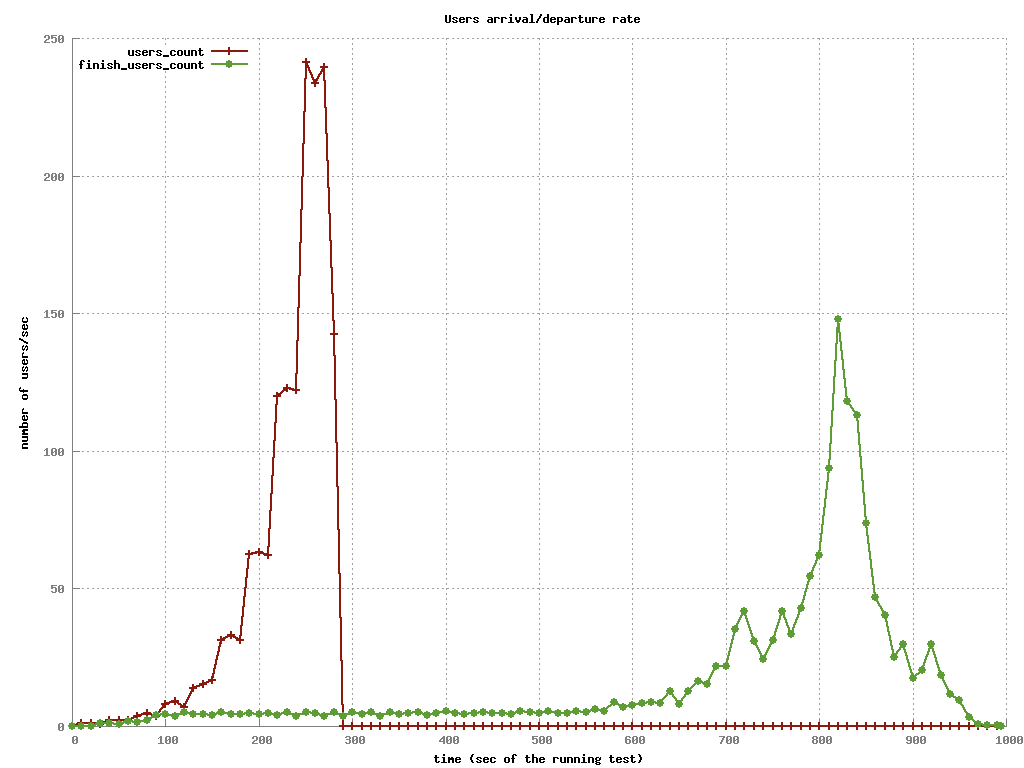 Users arrival/departure rate
users_count
finish_users_count
250
200
150
100
50
0
number of users/sec
0 100 200 300 400 500 600 700 800 900 1000
time (sec of the running test)